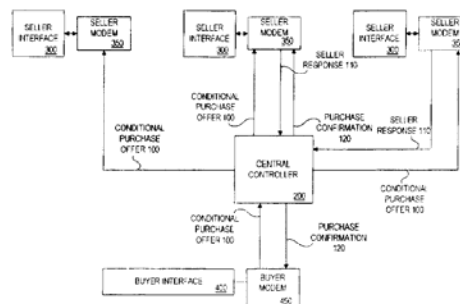 SELLER
INTERFACE
300
SELLER
MODEM
350
SELLER
INTERFACE
300
SELLER
MODEM
350
SELLER
INTERFACE
300
SELLER
MODEM
SELLER
RESPONSE 110
CONDITIONAL
PURCHASE
OFFER 100
CONDITIONAL
PURCHASE
OFFER 100
PURCHASE
CONFIRMATION
120
SELLER
RESPONSE 110
CENTRAL
CONTROLLER
200
CONDITIONAL
PURCHASE
OFFER 100
CONDITIONAL
PURCHASE
OFFER 100
PURCHASE
CONFIRMATION
120
BUYER INTERFACE
400
BUYER
MODEM
450